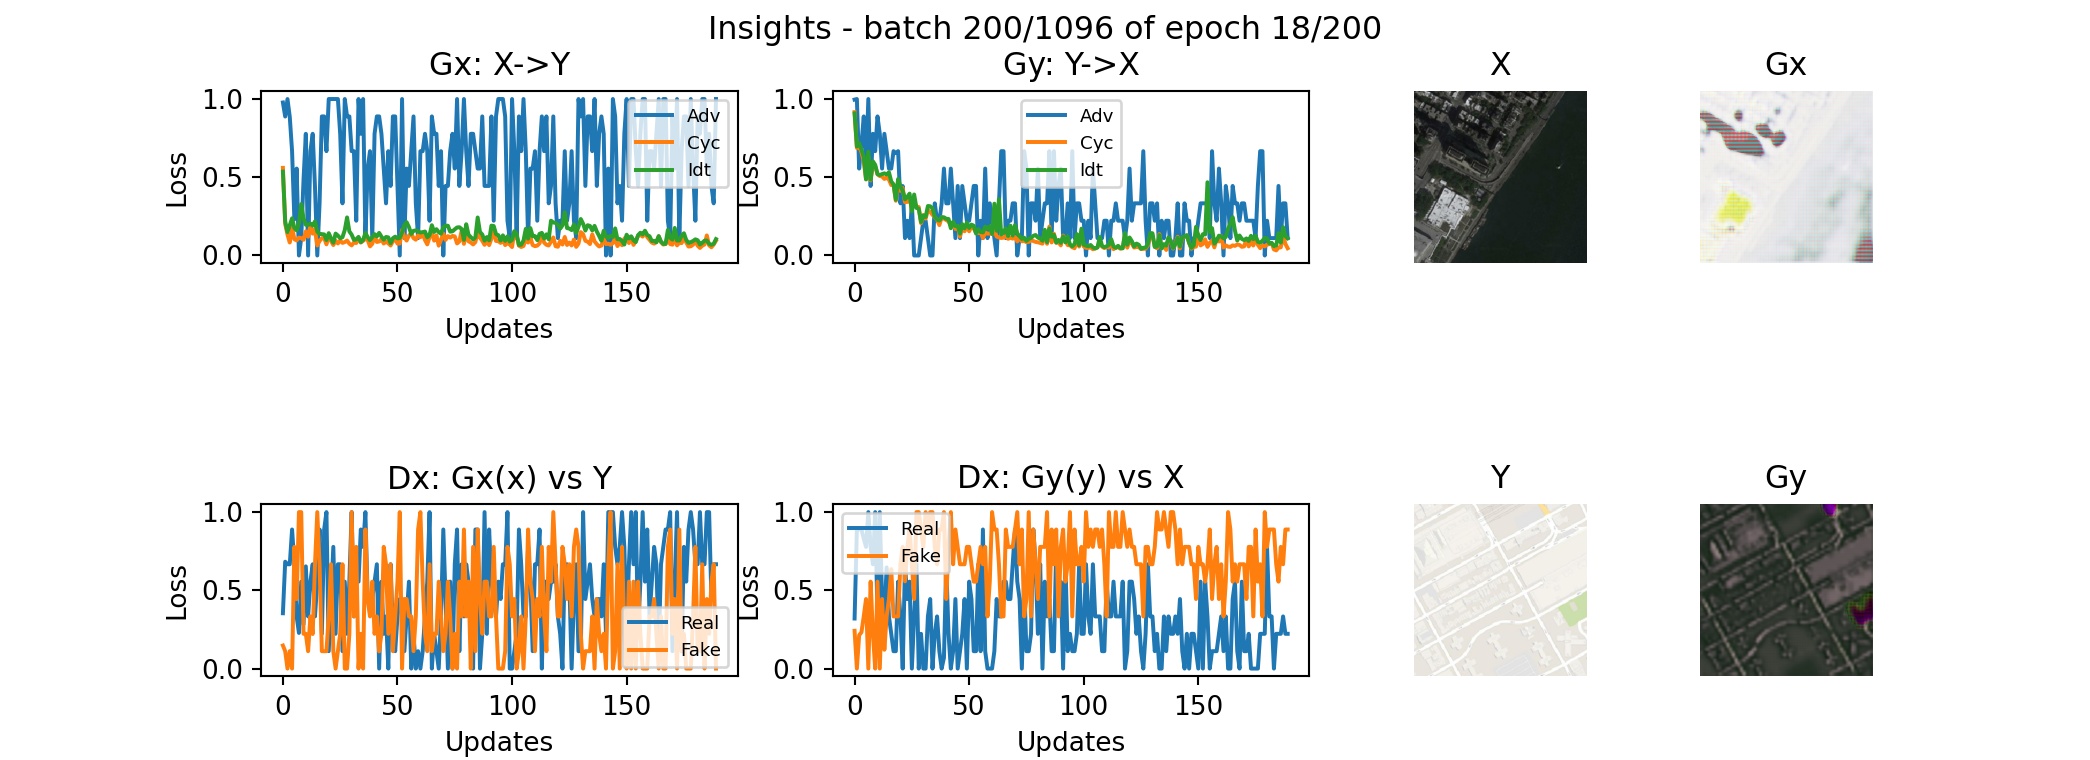 Insights - batch 200/1096 of epoch 18/200
Gx: X->Y
1.0
0.5
0.0
Loss
Adv
Cyc
Idt
0 50 100 150
Updates
Gy: Y->X
1.0
0.5
0.0
Loss
Adv
Cyc
Idt
0 50 100 150
Updates
X
Gx
Dx: Gx(x) vs Y
1.0
0.5
0.0
Loss
Real
Fake
0 50 100 150
Updates
Dx: Gy(y) vs X
1.0
0.5
0.0
Loss
Real
Fake
0 50 100 150
Updates
Y
Gy